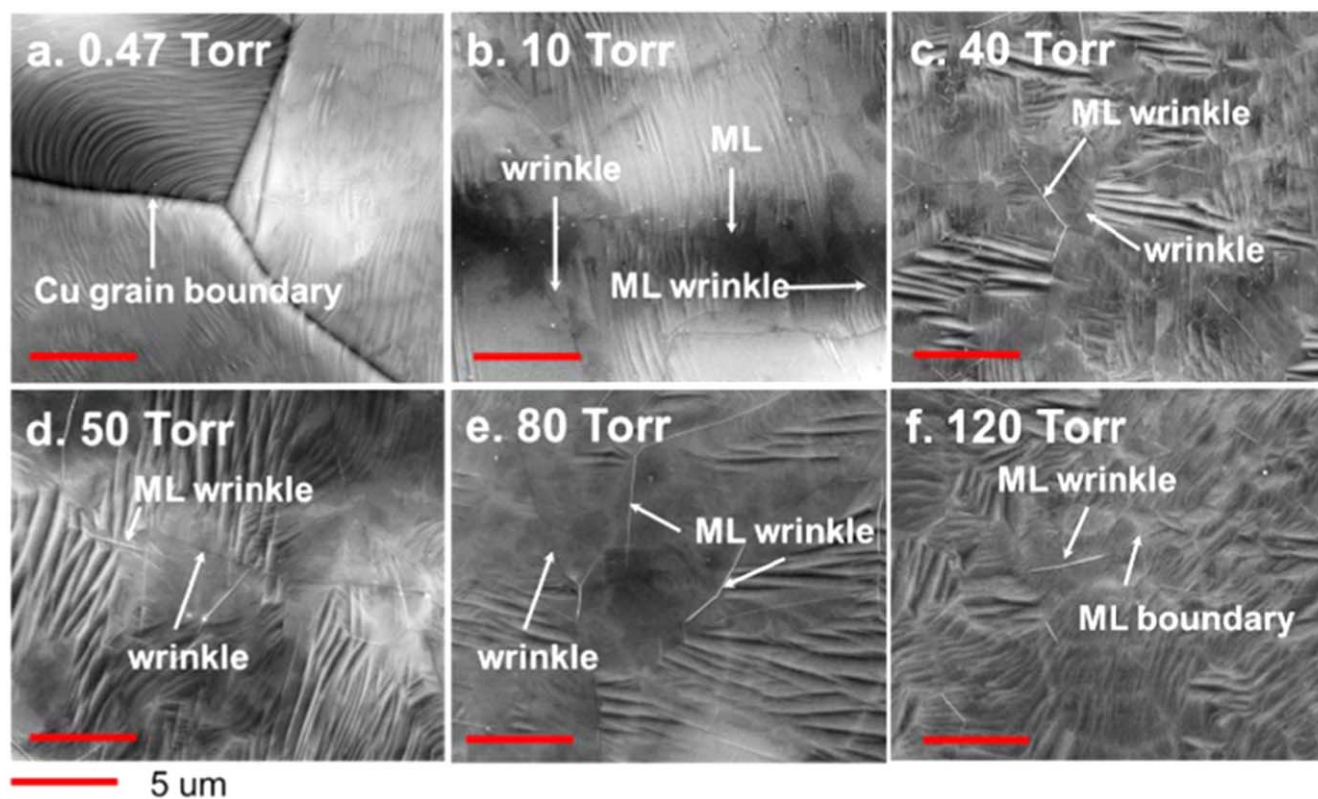 a. 0.47 Torr
Cu grain boundary
b. 10 Torr
ML
wrinkle
ML wrinkle
c. 40 Torr
ML wrinkle
wrinkle
d. 50 Torr
ML wrinkle
wrinkle
e. 80 Torr
ML wrinkle
wrinkle
f. 120 Torr
ML wrinkle
ML boundary
5 um